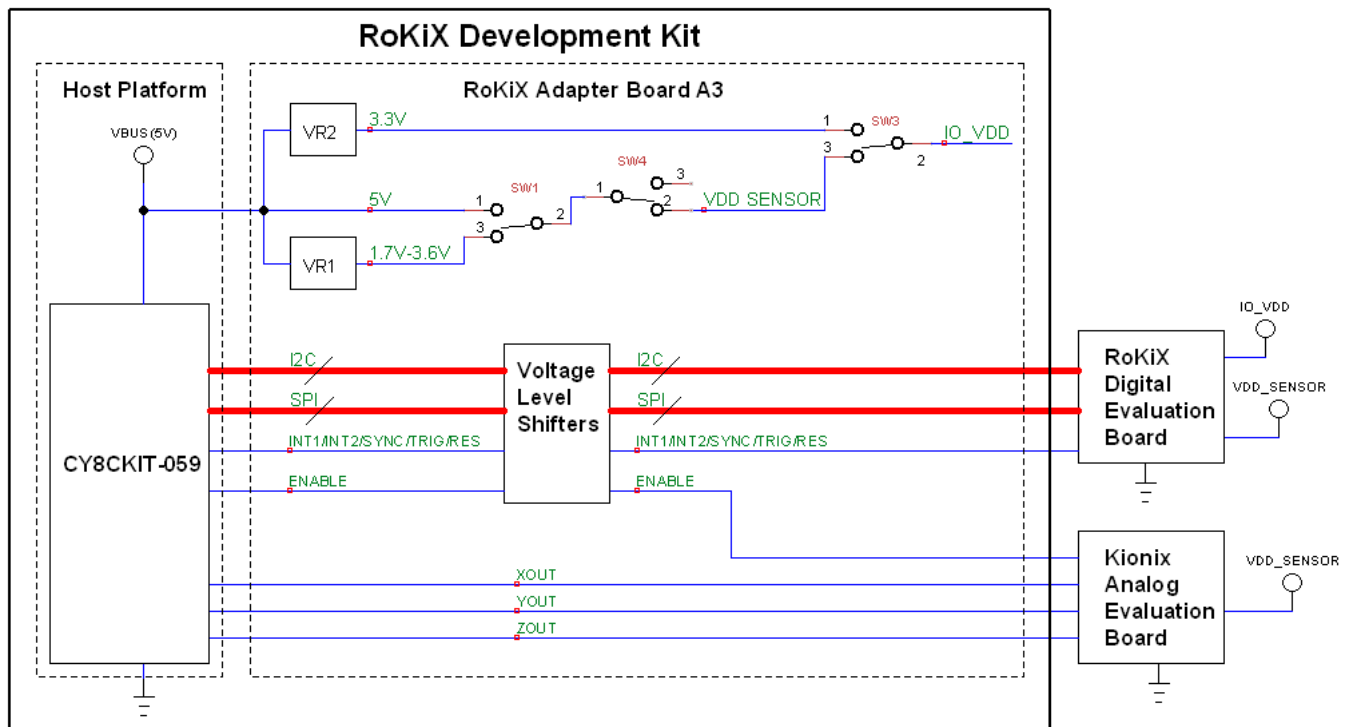 RoKiX Development Kit
Host Platform
RoKiX Adapter Board A3
VBUS(5V)
VR2
3.3V
1
SW3
3
2
IO_VDD
5V
1
SW1
3
2
1
SW4
3
2
VDD SENSOR
VR1
1.7V-3.6V
CY8CKIT-059
I2C
SPI
INT1/INT2/SYNC/TRIG/RES
ENABLE
Voltage
Level
Shifters
I2C
SPI
INT1/INT2/SYNC/TRIG/RES
ENABLE
XOUT
YOUT
ZOUT
RoKiX
Digital
Evaluation
Board
IO_VDD
VDD_SENSOR
Kionix
Analog
Evaluation
Board
VDD_SENSOR